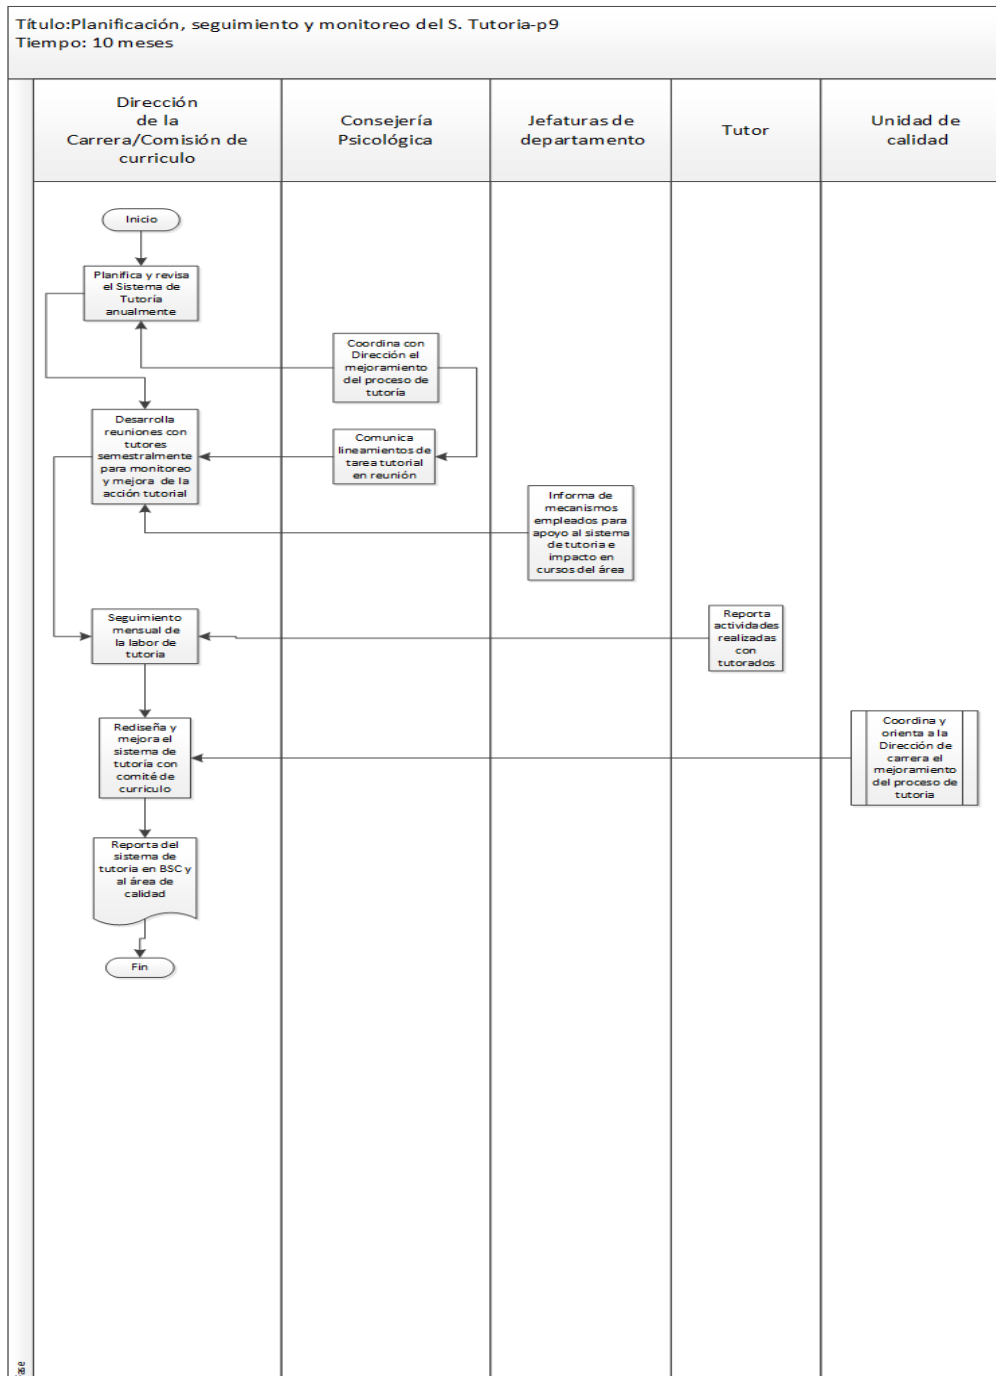 Título:Planificación, seguimiento y monitoreo del S. Tutoria-p9
Tiempo: 10 meses
Dirección
de la
Carrera/Comisión de
curriculo
Consejería
Psicológica
Jefaturas de
departamento
Tutor
Unidad de
calidad
Inicio
Planifica y revisa
el Sistema de
Tutoría
anualmente
Coordina con
Dirección el
mejoramiento
del proceso de
tutoría
Desarrolla
reuniones con
tutores
semestralmente
para monitoreo
y mejora de la
acción tutorial
Comunica
lineamientos de
tarea tutorial
en reunión
Informa de
mecanismos
empleados para
apoyo al sistema
de tutoria e
impacto en
cursos del área
Seguimiento
mensual de
la labor de
tutoria
Reporta
actividades
realizadas
con
tutorados
Rediseña y
mejora el
sistema de
tutoría con
comité de
curriculo
Coordina y
orienta a la
Dirección de
carrera el
mejoramiento
del proceso de
tutoria
Reporta del
sistema de
tutoria en BSC y
al área de
calidad
Fin